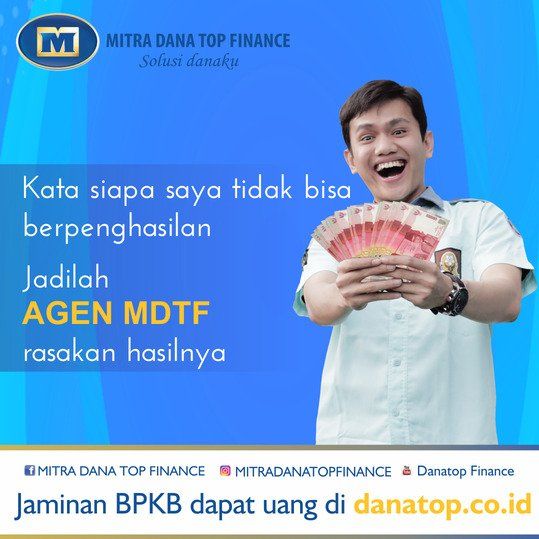 M
MITRA DANA TOP FINANCE
Solusi danaku
Kata siapa saya tidak bisa
berpenghasilan
Jadilah
AGEN MDTF
rasakan hasilnya
MITRA DANA TOP FINANCE MITRADANATOPFINANCE Danatop Finance
Jaminan BPKB dapat uang di danatop.co.id